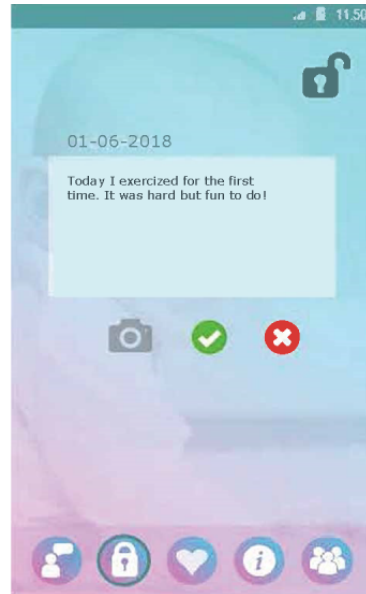 11.50
01-06-2018
Today I exercized for the first
time. It was hard but fun to do!